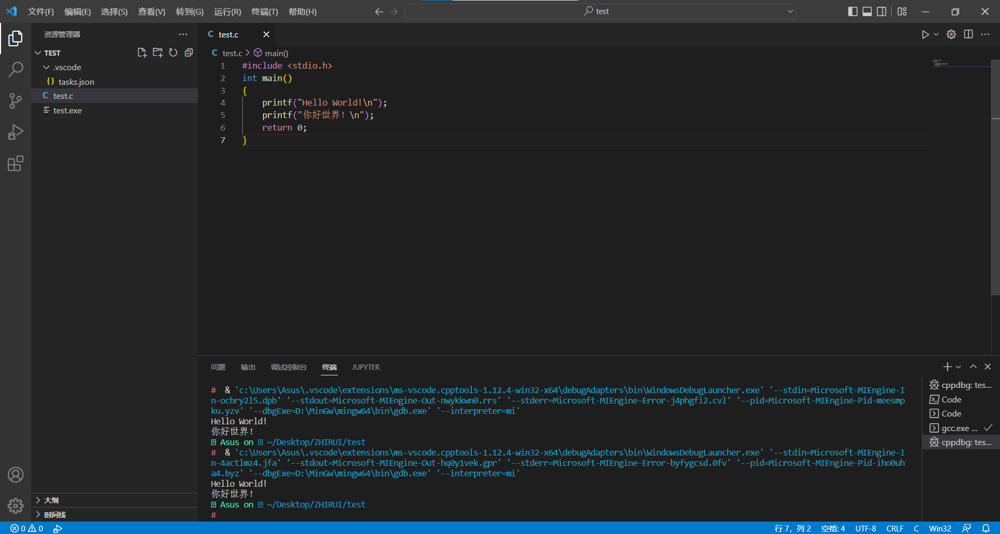 文件(F) 编辑(E) 选择(S) 查看(V) 转到(G) 运行(R) 终端(T) 帮助(H) test
资源管理器
TEST
.vscode
{} tasks.json
C test.c
test.exe
大纲
时间线
C test.c
C test.c > main()
1 #include <stdio.h>
2 int main()
3 {
4 printf("Hello World!\n");
5 printf("你好世界！\n");
6 return 0;
7 }
问题 输出 调试控制台 终端 JUPYTER
# & 'c:\Users\Asus\.vscode\extensions\ms-vscode.cpptools-1.12.4-win32-x64\debugAdapters\bin\WindowsDebugLauncher.exe' '--stdin=Microsoft-MIEngine-I
n-ocbry2l5.dpb' '--stdout=Microsoft-MIEngine-Out-nwykkwn0.rrs' '--stderr=Microsoft-MIEngine-Error-j4phgfi2.cvl' '--pid=Microsoft-MIEngine-Pid-meesmp
ku.yzv' '--dbgExe=D:\MinGw\mingw64\bin\gdb.exe' '--interpreter=mi'
Hello World!
你好世界！
Asus on ~/Desktop/ZHIRUI/test
# & 'c:\Users\Asus\.vscode\extensions\ms-vscode.cpptools-1.12.4-win32-x64\debugAdapters\bin\WindowsDebugLauncher.exe' '--stdin=Microsoft-MIEngine-I
n-4actlmz4.jfa' '--stdout=Microsoft-MIEngine-Out-hq0y1vek.gpr' '--stderr=Microsoft-MIEngine-Error-byfygcsd.0fv' '--pid=Microsoft-MIEngine-Pid-iho0uh
a4.byz' '--dbgExe=D:\MinGw\mingw64\bin\gdb.exe' '--interpreter=mi'
Hello World!
你好世界！
Asus on ~/Desktop/ZHIRUI/test
#
cppdbg: tes...
Code
Code
gcc.exe ...
cppdbg: tes...
0 0 行 7，列 2 空格: 4 UTF-8 CRLF C Win32